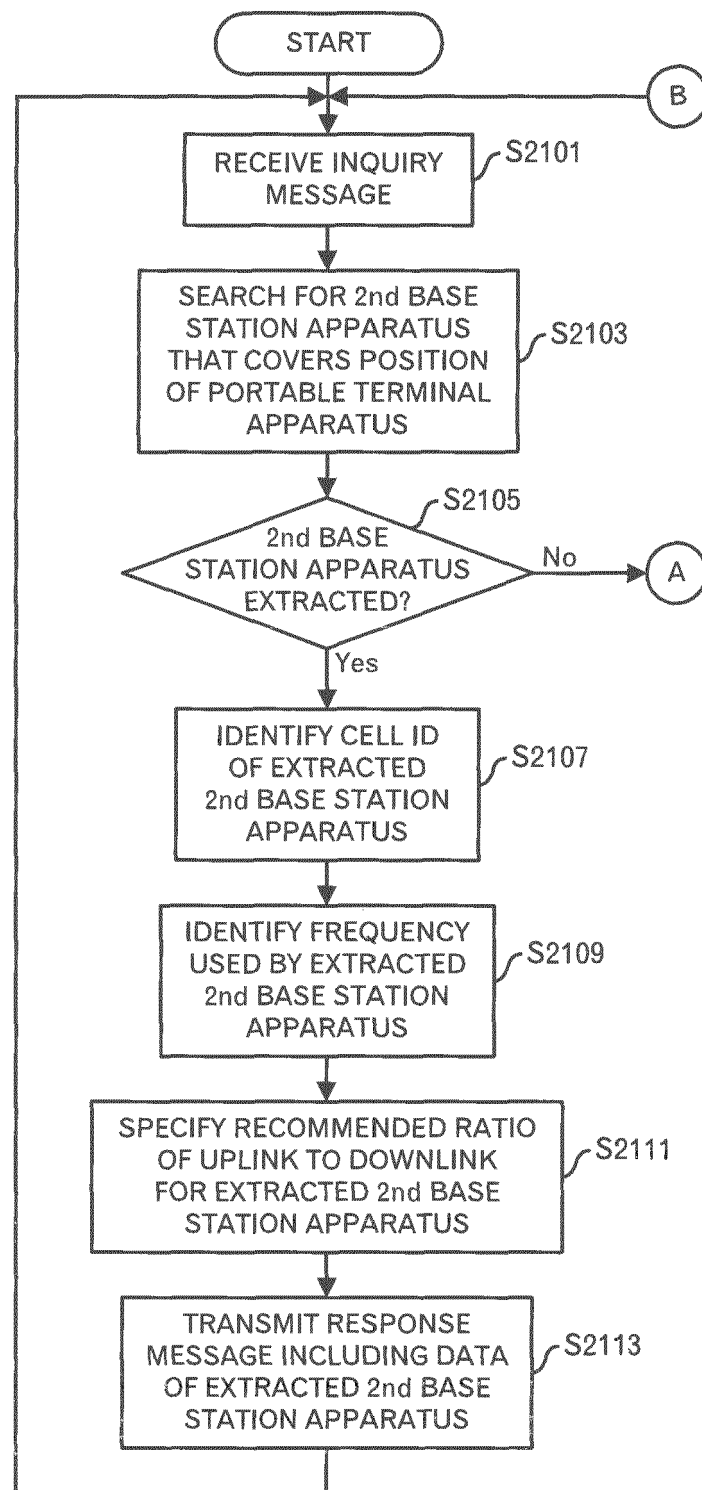 START
B
RECEIVE INQUIRY
MESSAGE
S2101
SEARCH FOR 2nd BASE
STATION APPARATUS
THAT COVERS POSITION
OF PORTABLE TERMINAL
APPARATUS
S2103
S2105
2nd BASE
STATION APPARATUS
EXTRACTED?
No
A
Yes
IDENTIFY CELL ID
OF EXTRACTED
2nd BASE STATION
APPARATUS
S2107
IDENTIFY FREQUENCY
USED BY EXTRACTED
2nd BASE STATION
APPARATUS
S2109
SPECIFY RECOMMENDED RATIO
OF UPLINK TO DOWNLINK
FOR EXTRACTED 2nd BASE
STATION APPARATUS
S2111
TRANSMIT RESPONSE
MESSAGE INCLUDING DATA
OF EXTRACTED 2nd BASE
STATION APPARATUS
S2113